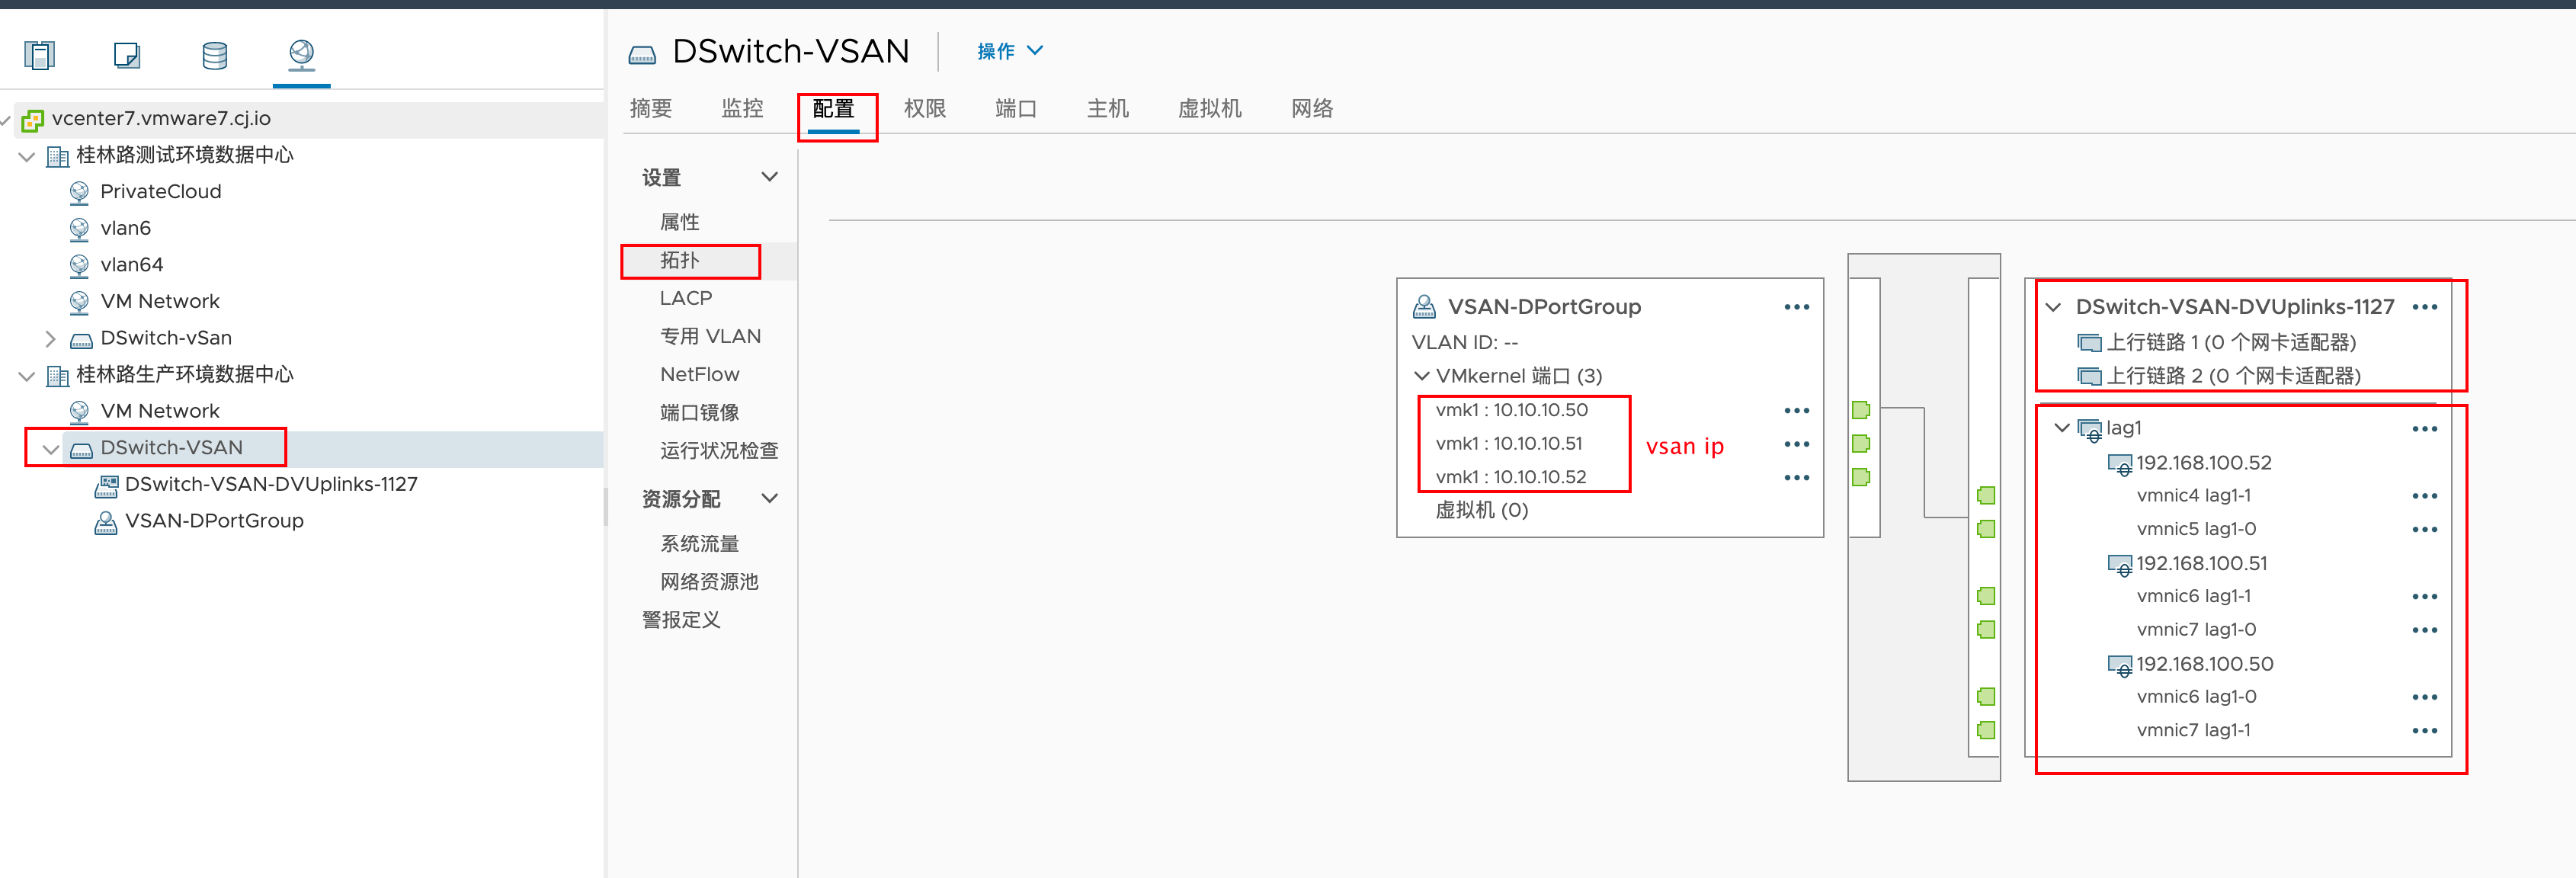 vcenter7.vmware7.cj.io
桂林路测试环境数据中心
PrivateCloud
vlan6
vlan64
VM Network
DSwitch-vSan
桂林路生产环境数据中心
VM Network
DSwitch-VSAN
DSwitch-VSAN-DVUplinks-1127
VSAN-DPortGroup
DSwitch-VSAN
操作
摘要 监控 配置 权限 端口 主机 虚拟机 网络
设置
属性
拓扑
LACP
专用 VLAN
NetFlow
端口镜像
运行状况检查
资源分配
系统流量
网络资源池
警报定义
VSAN-DPortGroup
VLAN ID: --
VMkernel 端口 (3)
vmk1 : 10.10.10.50
vmk1 : 10.10.10.51
vmk1 : 10.10.10.52
虚拟机 (0)
vsan ip
DSwitch-VSAN-DVUplinks-1127
上行链路 1 (0 个网卡适配器)
上行链路 2 (0 个网卡适配器)
lag1
192.168.100.52
vmnic4 lag1-1
vmnic5 lag1-0
192.168.100.51
vmnic6 lag1-1
vmnic7 lag1-0
192.168.100.50
vmnic6 lag1-0
vmnic7 lag1-1